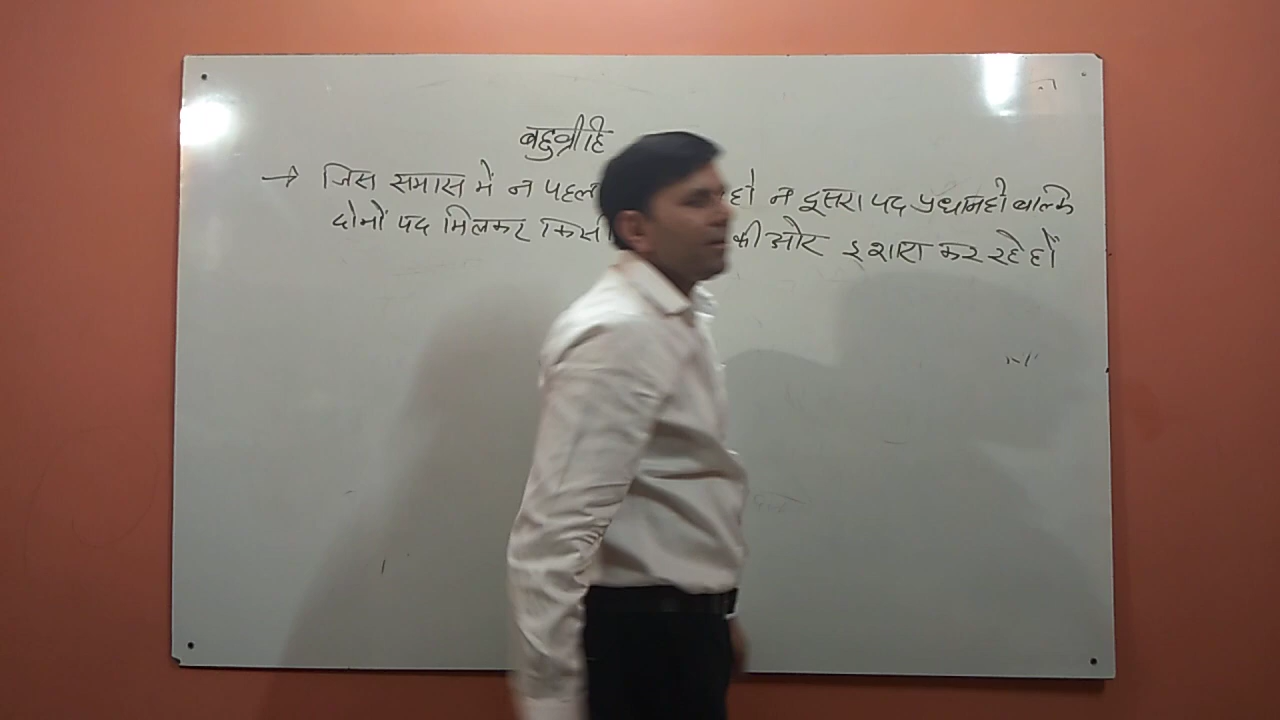 बहुव्रीहि
→ जिस समास में न पहल हो न दूसरा पद प्रधान हो बल्कि
दोनों पद मिलकर किसी की ओर इशारा कर रहे हों